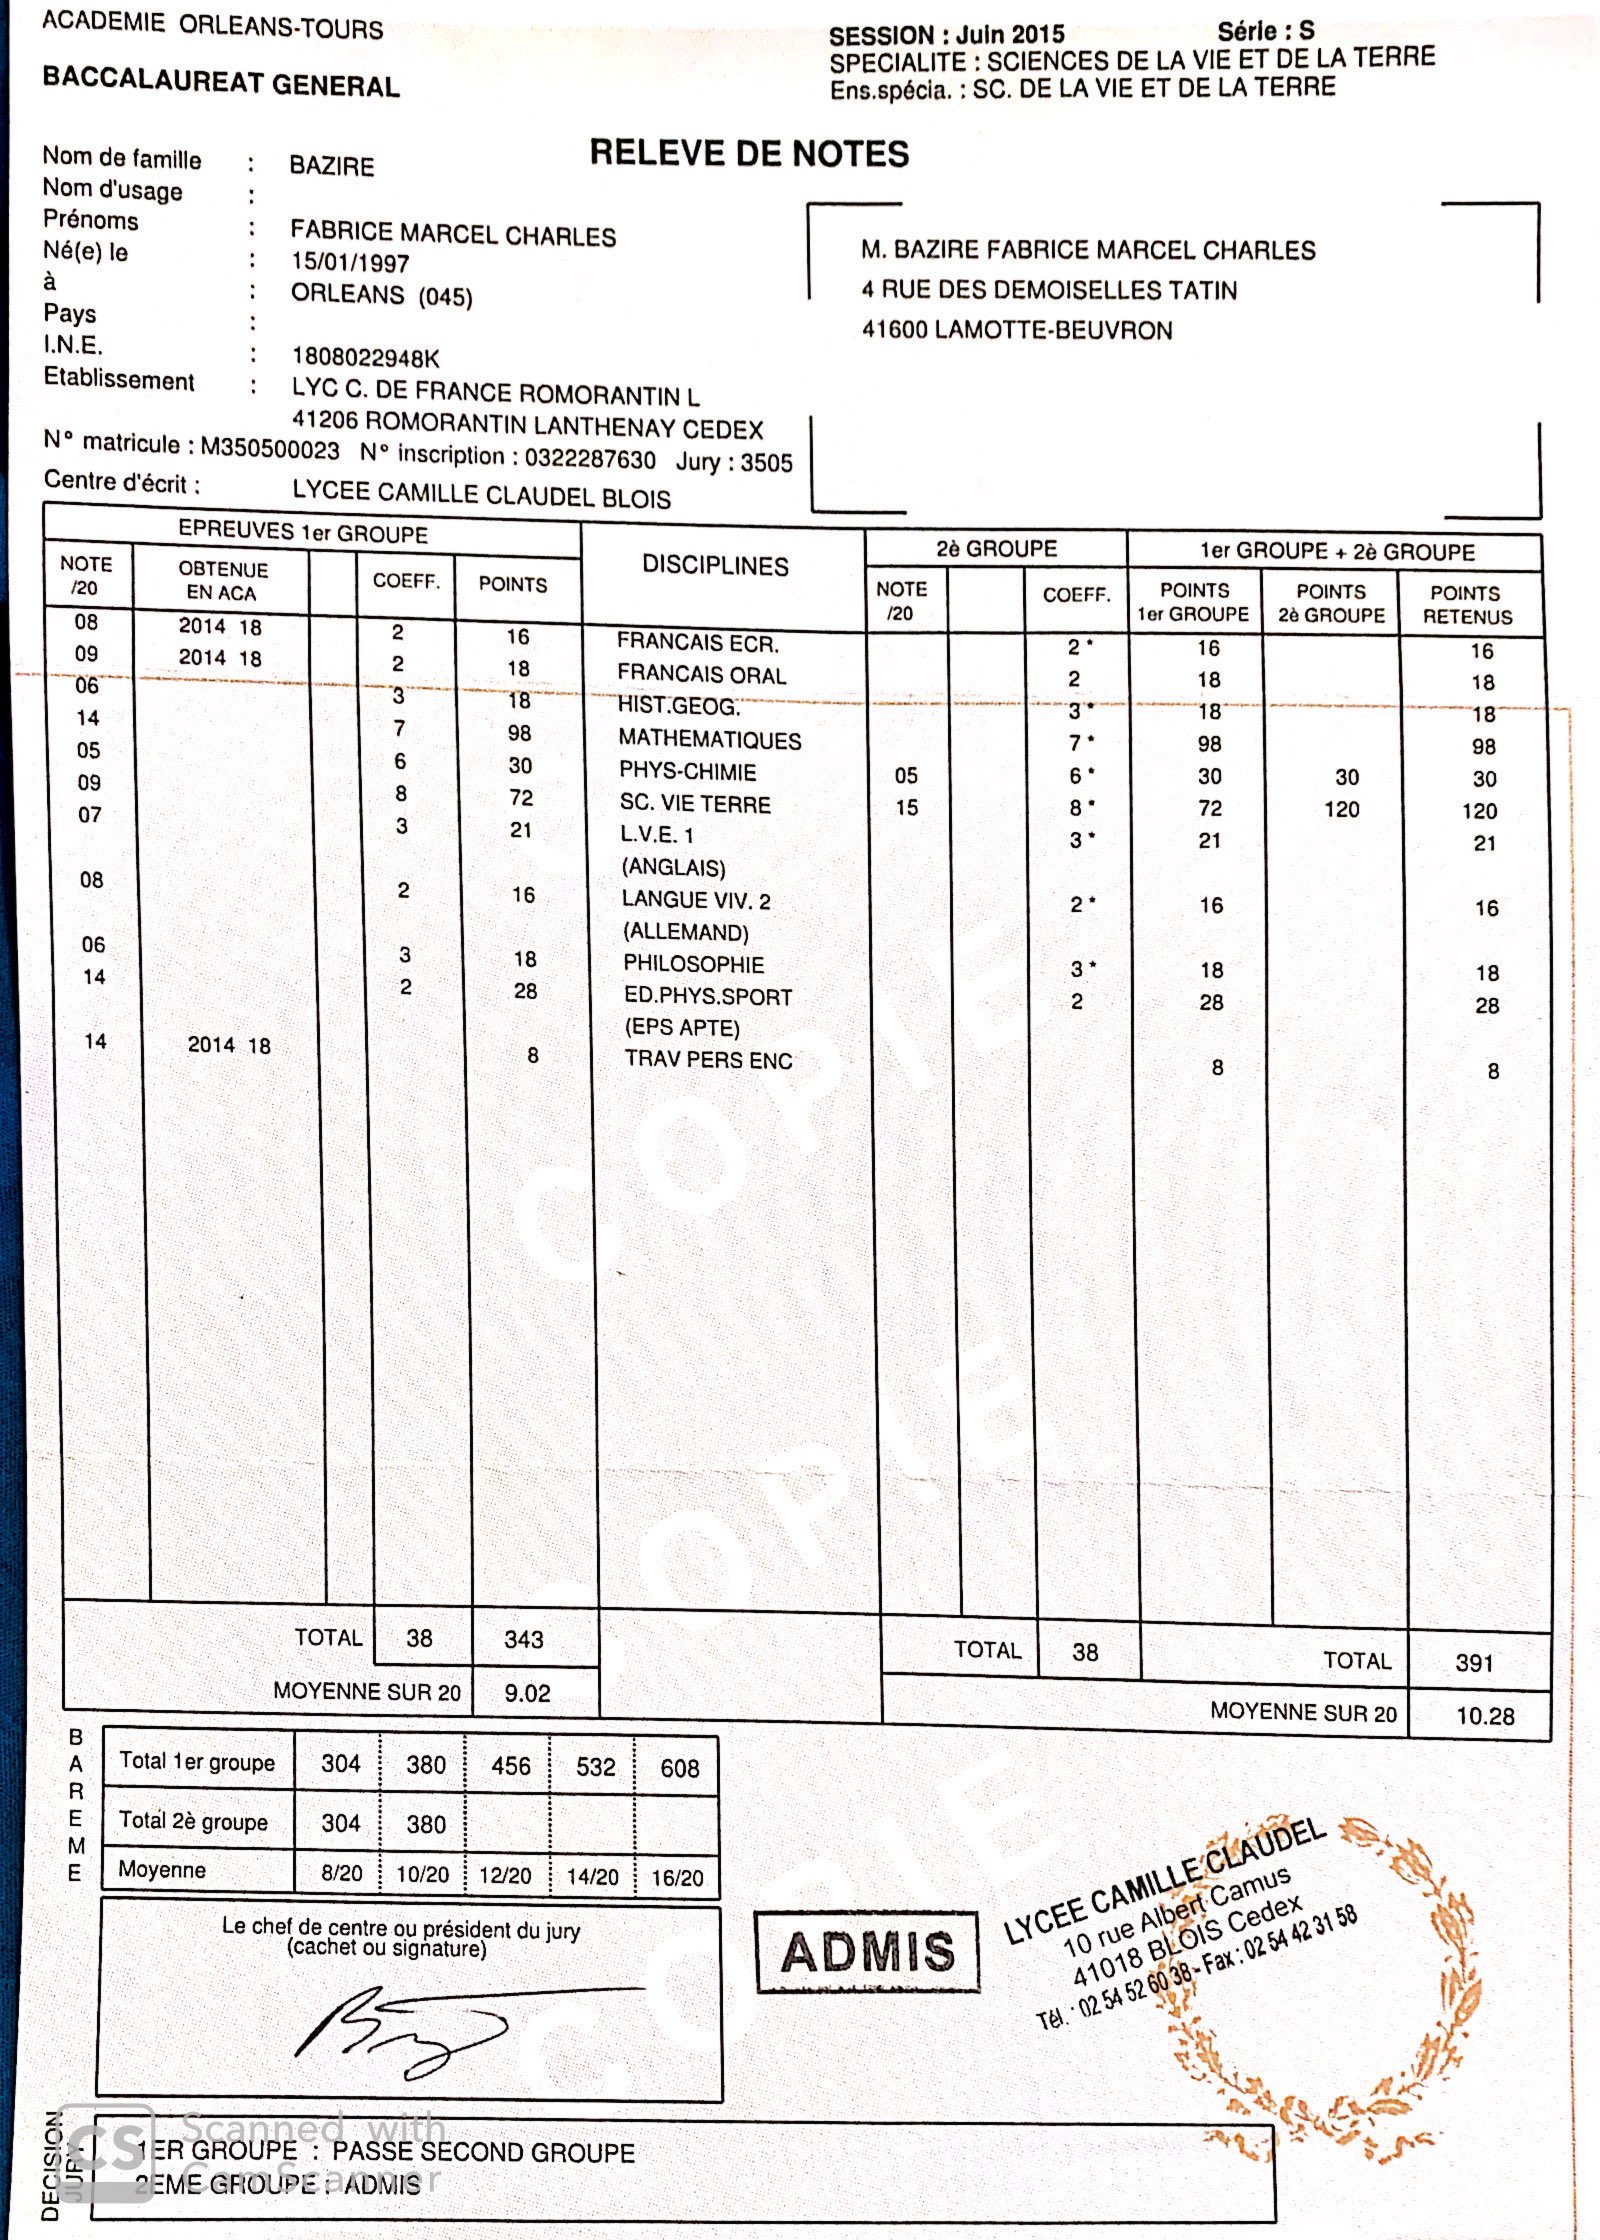 ACADEMIE ORLEANS-TOURS
BACCALAUREAT GENERAL
SESSION : Juin 2015 Série : S
SPECIALITE : SCIENCES DE LA VIE ET DE LA TERRE
Ens.spécia. : SC. DE LA VIE ET DE LA TERRE
RELEVE DE NOTES
Nom de famille : BAZIRE
Nom d'usage :
Prénoms : FABRICE MARCEL CHARLES
Né(e) le : 15/01/1997
à : ORLEANS (045)
Pays :
I.N.E. : 1808022948K
Etablissement : LYC C. DE FRANCE ROMORANTIN L
41206 ROMORANTIN LANTHENAY CEDEX
N° matricule : M350500023 N° inscription : 0322287630 Jury : 3505
Centre d'écrit : LYCEE CAMILLE CLAUDEL BLOIS
M. BAZIRE FABRICE MARCEL CHARLES
4 RUE DES DEMOISELLES TATIN
41600 LAMOTTE-BEUVRON
EPREUVES 1er GROUPE DISCIPLINES 2è GROUPE 1er GROUPE + 2è GROUPE
NOTE /20 OBTENUE EN ACA COEFF. POINTS NOTE /20 COEFF. POINTS 1er GROUPE POINTS 2è GROUPE POINTS RETENUS
08 2014 18 2 16 FRANCAIS ECR. 2 * 16 16
09 2014 18 2 18 FRANCAIS ORAL 2 18 18
06 3 18 HIST.GEOG. 3 * 18 18
14 7 98 MATHEMATIQUES 7 * 98 98
05 6 30 PHYS-CHIMIE 05 6 * 30 30 30
09 8 72 SC. VIE TERRE 15 8 * 72 120 120
07 3 21 L.V.E. 1 3 * 21 21
(ANGLAIS)
08 2 16 LANGUE VIV. 2 2 * 16 16
(ALLEMAND)
06 3 18 PHILOSOPHIE 3 * 18 18
14 2 28 ED.PHYS.SPORT 2 28 28
(EPS APTE)
14 2014 18 8 TRAV PERS ENC 8 8
COPIE
COPIE
COPIE
TOTAL 38 343 TOTAL 38 TOTAL 391
MOYENNE SUR 20 9.02 MOYENNE SUR 20 10.28
BAREME
Total 1er groupe 304 380 456 532 608
Total 2è groupe 304 380
Moyenne 8/20 10/20 12/20 14/20 16/20
Le chef de centre ou président du jury
(cachet ou signature)
ADMIS
LYCEE CAMILLE CLAUDEL
10 rue Albert Camus
41018 BLOIS Cedex
Tél. : 02 54 52 60 38 - Fax : 02 54 42 31 58
DECISION
JURY
1ER GROUPE : PASSE SECOND GROUPE
2EME GROUPE : ADMIS
CS Scanned with
CamScanner